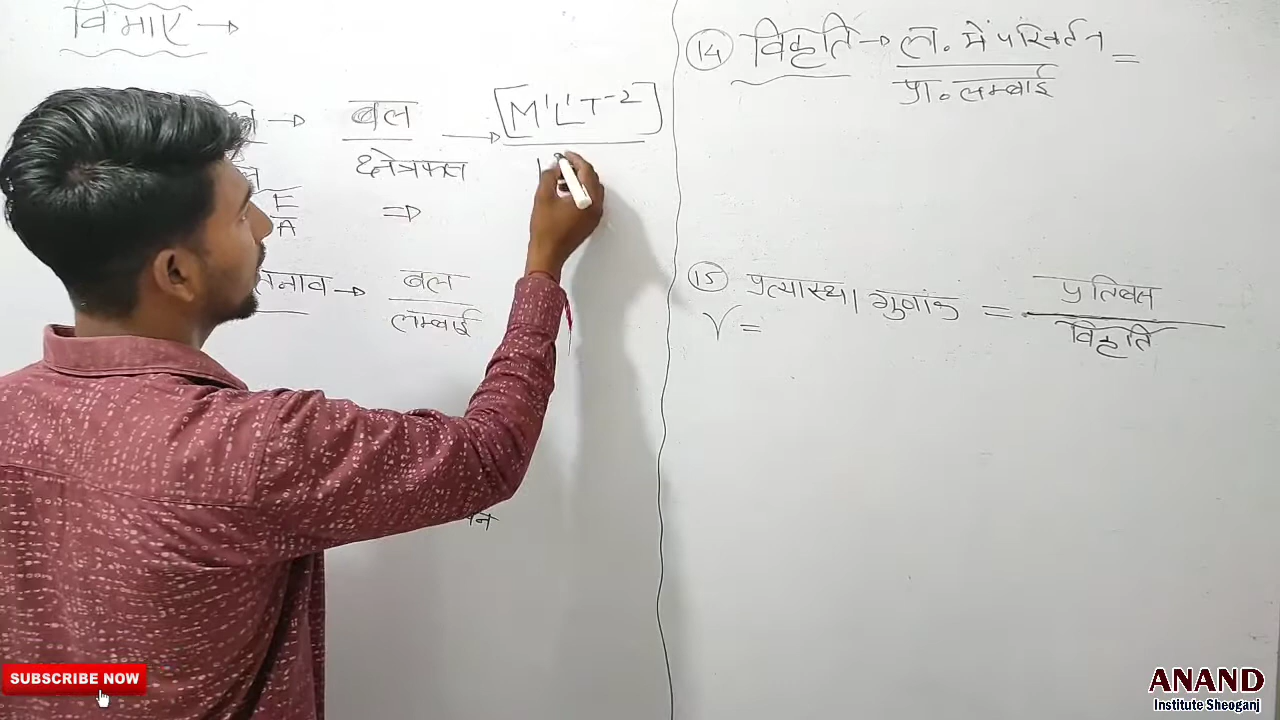 विमाएँ →
→ बल / क्षेत्रफल → [M¹L¹T⁻²]
F/A ⇒
तनाव → बल / लम्बाई
(14) विकृति → ल. में परिवर्तन / प्रा. लम्बाई =
(15) प्रत्यास्था गुणांक = प्रतिबल / विकृति
Y =
SUBSCRIBE NOW
ANAND
Institute Sheoganj